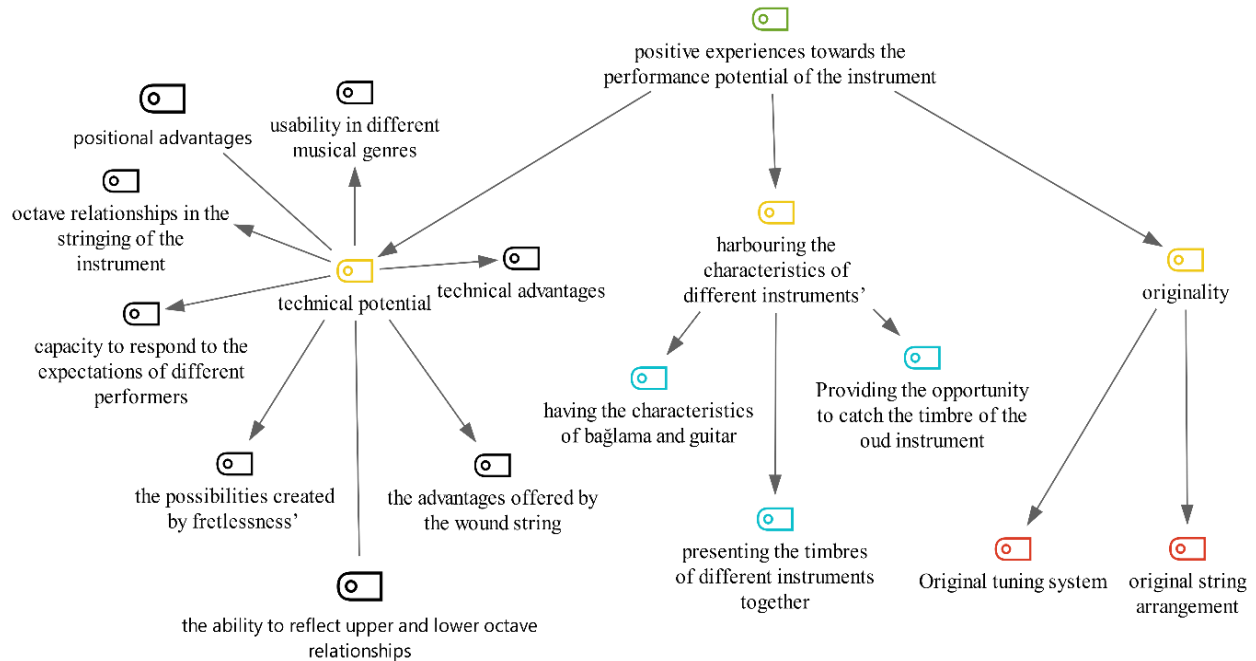 positive experiences towards the
performance potential of the instrument
positional advantages
usability in different
musical genres
octave relationships in the
stringing of the
instrument
technical potential
technical advantages
capacity to respond to the
expectations of different
performers
the possibilities created
by fretlessness’
the advantages offered by
the wound string
the ability to reflect upper and lower octave
relationships
harbouring the
characteristics of
different instruments’
having the characteristics
of bağlama and guitar
Providing the opportunity
to catch the timbre of the
oud instrument
presenting the timbres
of different instruments
together
originality
Original tuning system
original string
arrangement